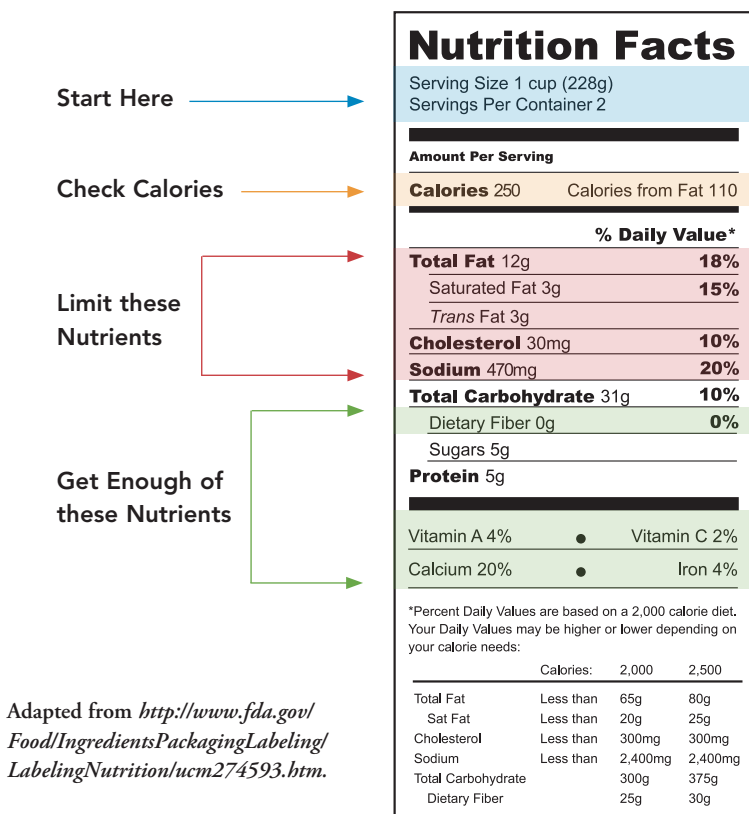 Start Here
Check Calories
Limit these
Nutrients
Get Enough of
these Nutrients
Adapted from http://www.fda.gov/
Food/IngredientsPackagingLabeling/
LabelingNutrition/ucm274593.htm.
Nutrition Facts
Serving Size 1 cup (228g)
Servings Per Container 2
Amount Per Serving
Calories 250 Calories from Fat 110
% Daily Value*
Total Fat 12g 18%
Saturated Fat 3g 15%
Trans Fat 3g
Cholesterol 30mg 10%
Sodium 470mg 20%
Total Carbohydrate 31g 10%
Dietary Fiber 0g 0%
Sugars 5g
Protein 5g
Vitamin A 4% ● Vitamin C 2%
Calcium 20% ● Iron 4%
*Percent Daily Values are based on a 2,000 calorie diet.
Your Daily Values may be higher or lower depending on
your calorie needs:
Calories: 2,000 2,500
Total Fat Less than 65g 80g
Sat Fat Less than 20g 25g
Cholesterol Less than 300mg 300mg
Sodium Less than 2,400mg 2,400mg
Total Carbohydrate 300g 375g
Dietary Fiber 25g 30g